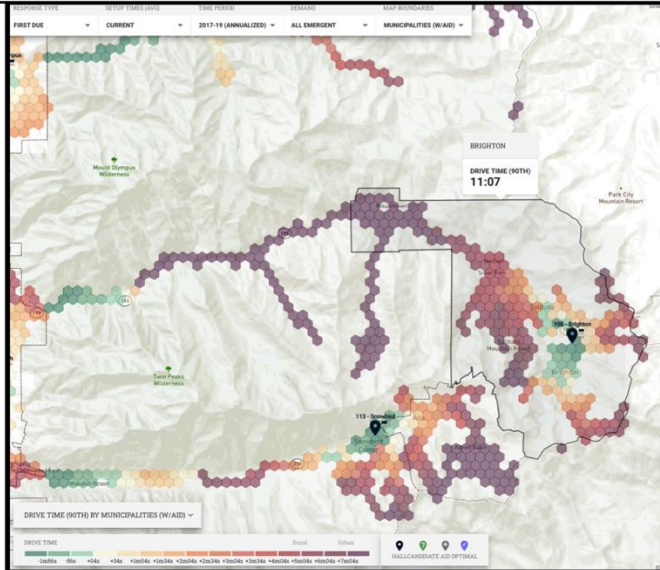 RESPONSE TYPE SETUP TIMES (AVG) TIME PERIOD DEMAND MAP BOUNDARIES
FIRST DUE CURRENT 2017-19 (ANNUALIZED) ALL EMERGENT MUNICIPALITIES (W/AID)
Mount Olympus
Wilderness
BRIGHTON
DRIVE TIME (90TH)
11:07
Park City
Mountain Resort
108 - Brighton
Mountain Resort
Twin Peaks
Wilderness
113 - Snowbird
DRIVE TIME (90TH) BY MUNICIPALITIES (W/AID)
DRIVE TIME Rural Urban
-1m56s -56s +04s +34s +1m04s +1m34s +2m04s +2m34s +3m04s +3m34s +4m04s +5m04s +6m04s +7m04s
HALL CANDIDATE AID OPTIMAL